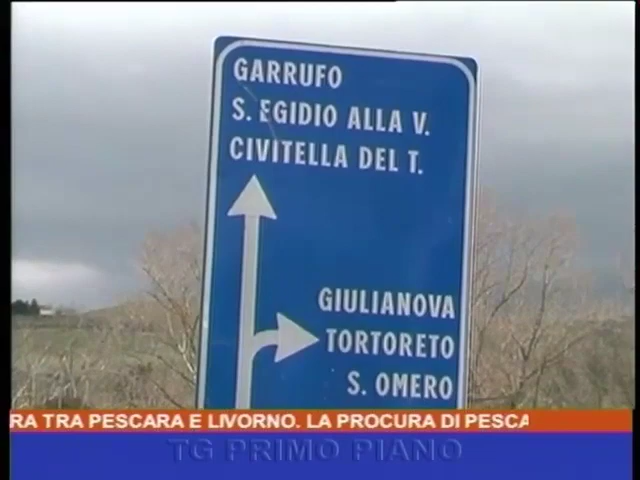 GARRUFO
S. EGIDIO ALLA V.
CIVITELLA DEL T.
GIULIANOVA
TORTORETO
S. OMERO
RA TRA PESCARA E LIVORNO. LA PROCURA DI PESCA
TG PRIMO PIANO